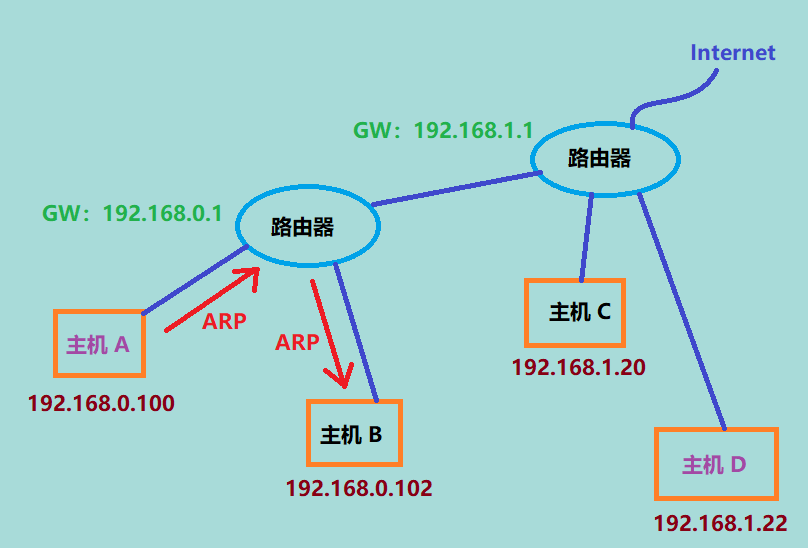 Internet
GW：192.168.1.1
路由器
GW：192.168.0.1
路由器
ARP
ARP
主机 A
192.168.0.100
主机 B
192.168.0.102
主机 C
192.168.1.20
主机 D
192.168.1.22